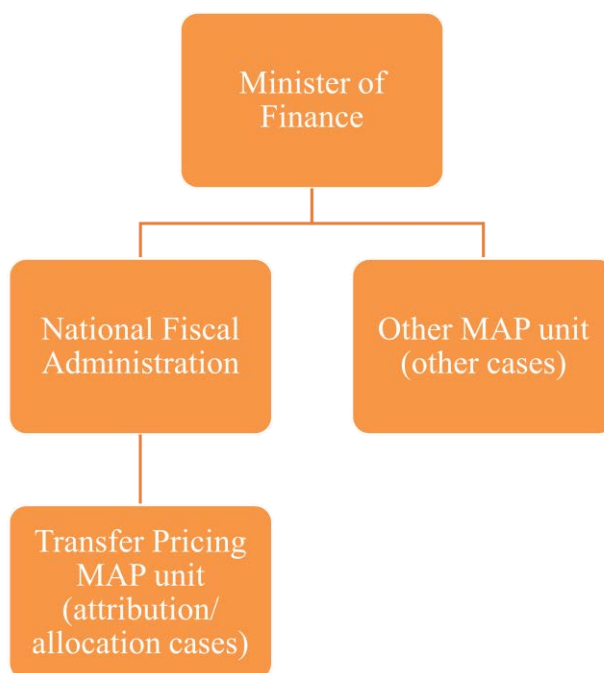 Minister of
Finance
National Fiscal
Administration
Other MAP unit
(other cases)
Transfer Pricing
MAP unit
(attribution/
allocation cases)